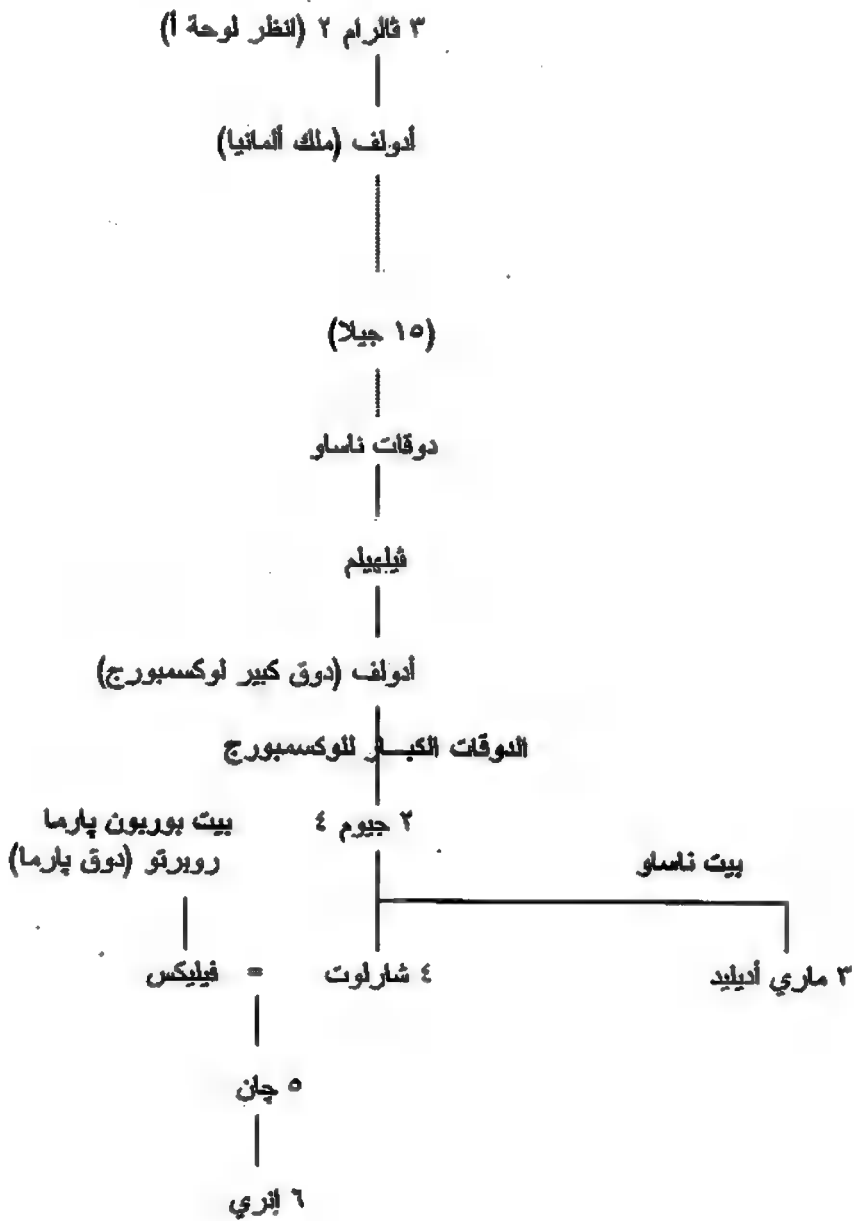 ٣ ڤالرام ٢ (انظر لوحة أ)
أدولف (ملك ألمانيا)
(١٥ جيلا)
دوقات ناساو
ڤيلهيلم
أدولف (دوق كبير لوكسمبورج)
الدوقات الكبار للوكسمبورج
٢ جيوم ٤
بيت بوربون پارما
روبرتو (دوق پارما)
بيت ناساو
٣ ماري أديليد
٤ شارلوت = فيليكس
٥ چان
٦ إنري